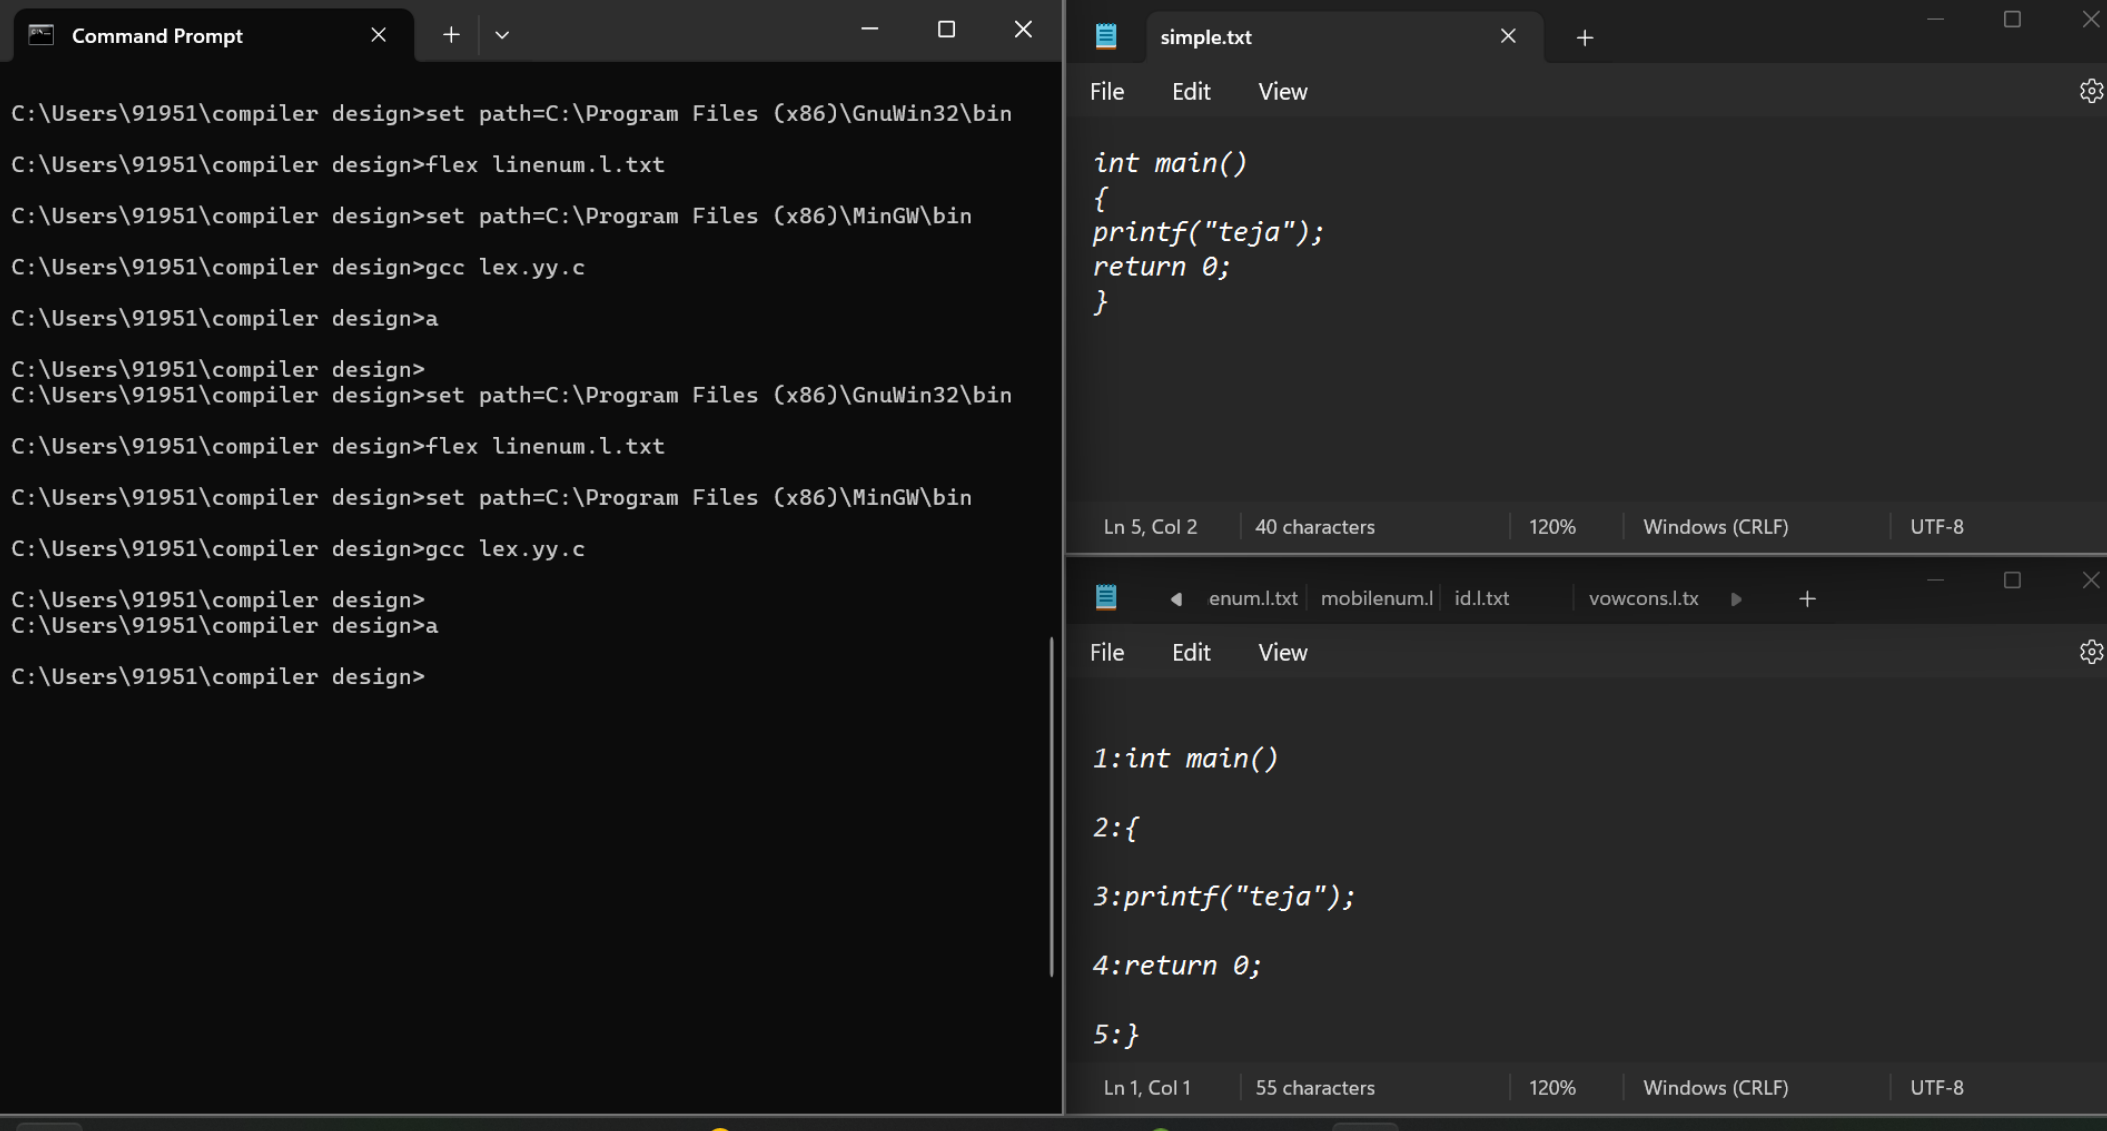 Command Prompt
C:\Users\91951\compiler design>set path=C:\Program Files (x86)\GnuWin32\bin
C:\Users\91951\compiler design>flex linenum.l.txt
C:\Users\91951\compiler design>set path=C:\Program Files (x86)\MinGW\bin
C:\Users\91951\compiler design>gcc lex.yy.c
C:\Users\91951\compiler design>a
C:\Users\91951\compiler design>
C:\Users\91951\compiler design>set path=C:\Program Files (x86)\GnuWin32\bin
C:\Users\91951\compiler design>flex linenum.l.txt
C:\Users\91951\compiler design>set path=C:\Program Files (x86)\MinGW\bin
C:\Users\91951\compiler design>gcc lex.yy.c
C:\Users\91951\compiler design>
C:\Users\91951\compiler design>a
C:\Users\91951\compiler design>
simple.txt
File Edit View
int main()
{
printf("teja");
return 0;
}
Ln 5, Col 2 40 characters 120% Windows (CRLF) UTF-8
enum.l.txt mobilenum.l id.l.txt vowcons.l.tx
File Edit View
1:int main()
2:{
3:printf("teja");
4:return 0;
5:}
Ln 1, Col 1 55 characters 120% Windows (CRLF) UTF-8